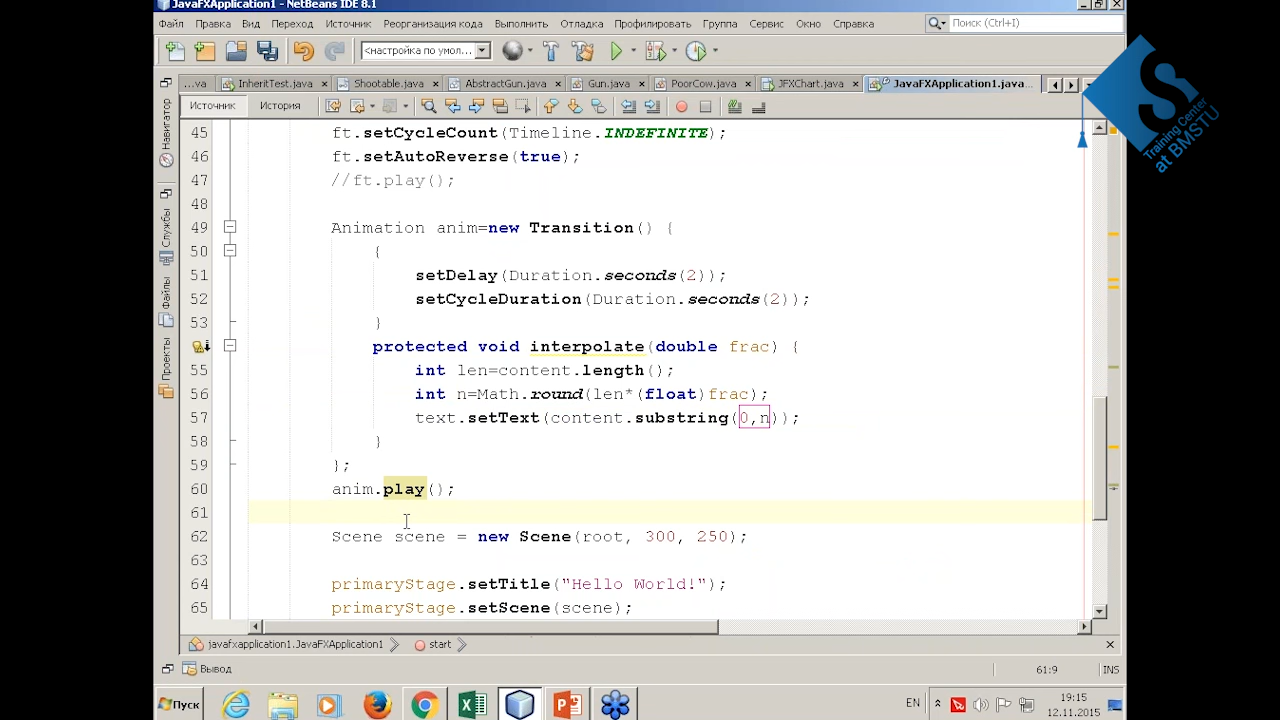 JavaFXApplication1 - NetBeans IDE 8.1
Файл Правка Вид Переход Источник Реорганизация кода Выполнить Отладка Профилировать Группа Сервис Окно Справка
Поиск (Ctrl+I)
<настройка по умол...
...va InheritTest.java Shootable.java AbstractGun.java Gun.java PoorCow.java JFXChart.java JavaFXApplication1.java
Источник История
45 ft.setCycleCount(Timeline.INDEFINITE);
46 ft.setAutoReverse(true);
47 //ft.play();
48
49 Animation anim=new Transition() {
50 {
51 setDelay(Duration.seconds(2));
52 setCycleDuration(Duration.seconds(2));
53 }
protected void interpolate(double frac) {
55 int len=content.length();
56 int n=Math.round(len*(float)frac);
57 text.setText(content.substring(0,n));
58 }
59 };
60 anim.play();
61
62 Scene scene = new Scene(root, 300, 250);
63
64 primaryStage.setTitle("Hello World!");
65 primaryStage.setScene(scene);
Навигатор
Службы
Файлы
Проекты
javafxapplication1.JavaFXApplication1 start
Вывод
61:9 INS
Пуск
EN
19:15
12.11.2015
Training Center
at BMSTU